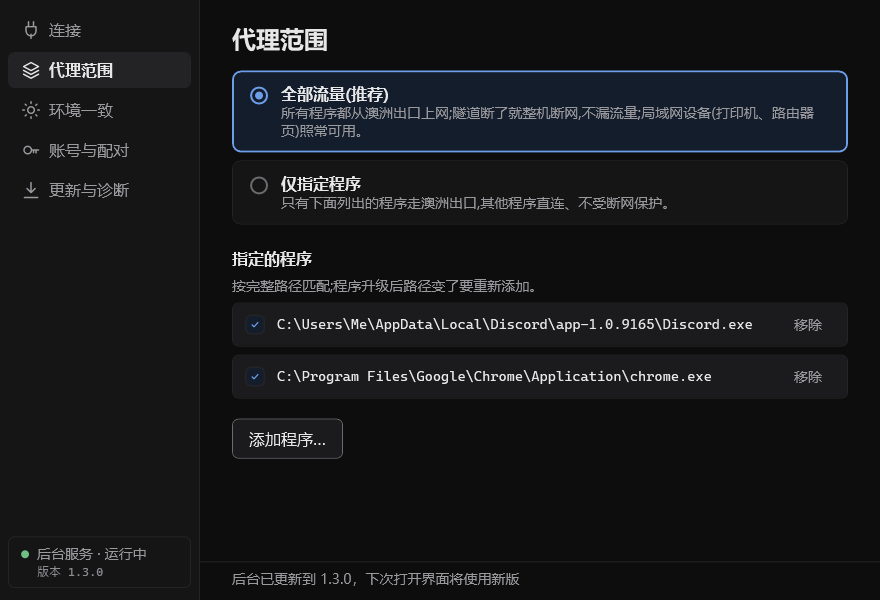 连接
代理范围
环境一致
账号与配对
更新与诊断
后台服务 · 运行中
版本 1.3.0
代理范围
全部流量(推荐)
所有程序都从澳洲出口上网;隧道断了就整机断网,不漏流量;局域网设备(打印机、路由器
页)照常可用。
仅指定程序
只有下面列出的程序走澳洲出口,其他程序直连、不受断网保护。
指定的程序
按完整路径匹配;程序升级后路径变了要重新添加。
C:\Users\Me\AppData\Local\Discord\app-1.0.9165\Discord.exe 移除
C:\Program Files\Google\Chrome\Application\chrome.exe 移除
添加程序...
后台已更新到 1.3.0，下次打开界面将使用新版